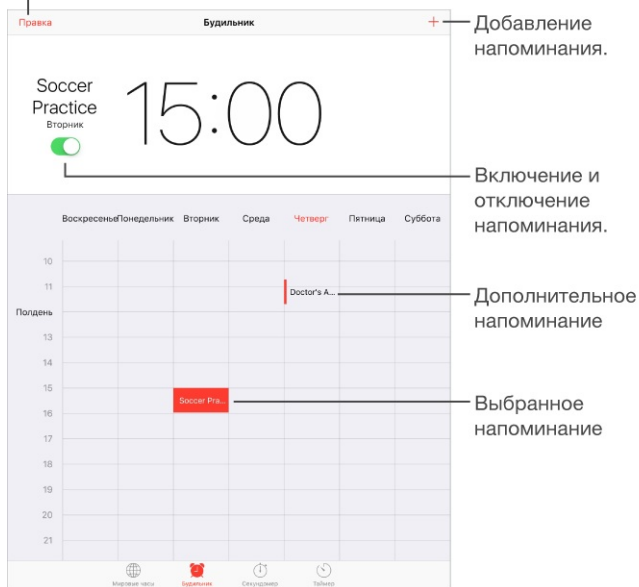 Правка
Будильник
+
Добавление
напоминания.
Soccer
Practice
Вторник
15:00
Включение и
отключение
напоминания.
Воскресенье Понедельник Вторник Среда Четверг Пятница Суббота
10
11
Doctor's A...
Дополнительное
напоминание
Полдень
13
14
15
Soccer Pra...
Выбранное
напоминание
16
17
18
19
20
21
Мировые часы Будильник Секундомер Таймер